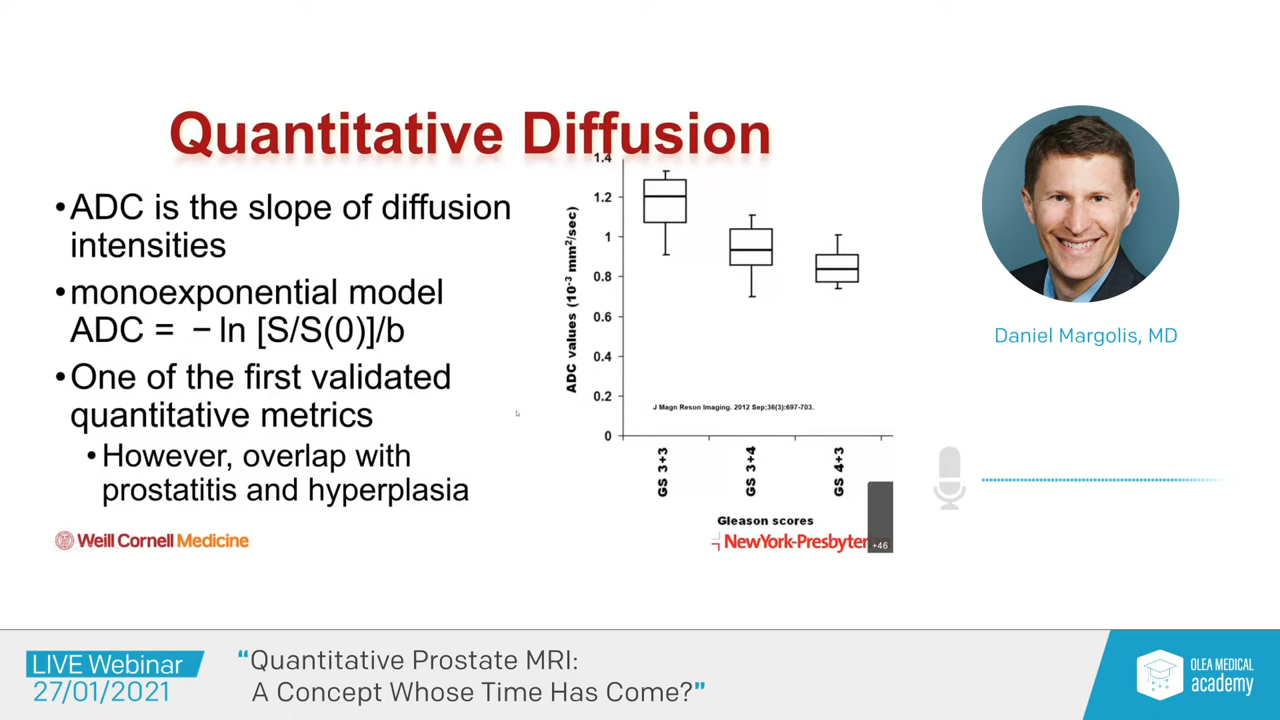 Quantitative Diffusion
•ADC is the slope of diffusion
intensities
•monoexponential model
ADC = −ln [S/S(0)]/b
•One of the first validated
quantitative metrics
•However, overlap with
prostatitis and hyperplasia
1.4
1.2
1
0.8
0.6
0.4
0.2
0
ADC values (10⁻³ mm²/sec)
J Magn Reson Imaging. 2012 Sep;36(3):697-703.
GS 3+3
GS 3+4
GS 4+3
Gleason scores
Weill Cornell Medicine
NewYork-Presbyter
+46
Daniel Margolis, MD
LIVE Webinar
27/01/2021
“Quantitative Prostate MRI:
A Concept Whose Time Has Come?”
OLEA MEDICAL
academy